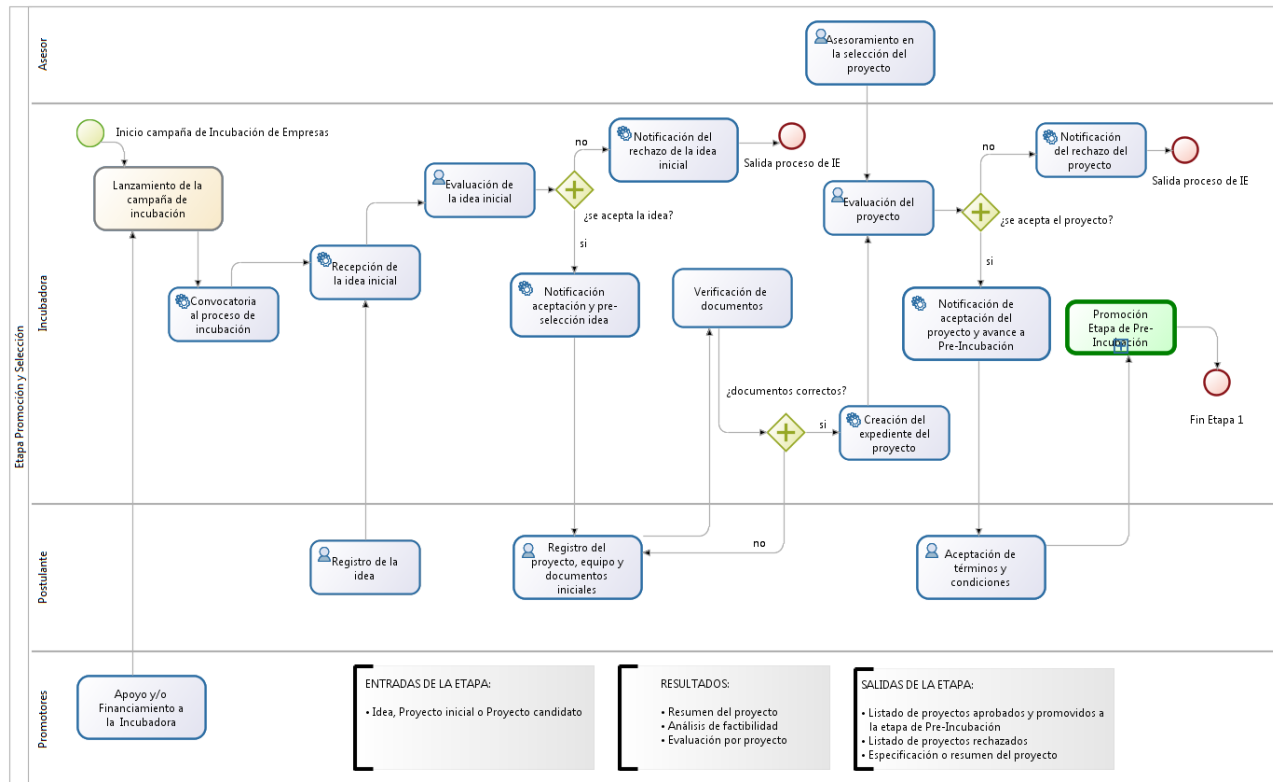 Etapa Promoción y Selección
Asesor
Asesoramiento en
la selección del
proyecto
Incubadora
Inicio campaña de Incubación de Empresas
Lanzamiento de la
campaña de
incubación
Convocatoria
al proceso de
incubación
Recepción de
la idea inicial
Evaluación de
la idea inicial
¿se acepta la idea?
no
Notificación del
rechazo de la idea
inicial
Salida proceso de IE
si
Notificación
aceptación y pre-
selección idea
Verificación de
documentos
¿documentos correctos?
si
no
Creación del
expediente del
proyecto
Evaluación del
proyecto
¿se acepta el proyecto?
no
Notificación
del rechazo del
proyecto
Salida proceso de IE
si
Notificación de
aceptación del
proyecto y avance a
Pre-Incubación
Promoción
Etapa de Pre-
Incubación
Fin Etapa 1
Postulante
Registro de la
idea
Registro del
proyecto, equipo y
documentos
iniciales
Aceptación de
términos y
condiciones
Promotores
Apoyo y/o
Financiamiento a
la Incubadora
ENTRADAS DE LA ETAPA:
• Idea, Proyecto inicial o Proyecto candidato
RESULTADOS:
• Resumen del proyecto
• Análisis de factibilidad
• Evaluación por proyecto
SALIDAS DE LA ETAPA:
• Listado de proyectos aprobados y promovidos a
la etapa de Pre-Incubación
• Listado de proyectos rechazados
• Especificación o resumen del proyecto